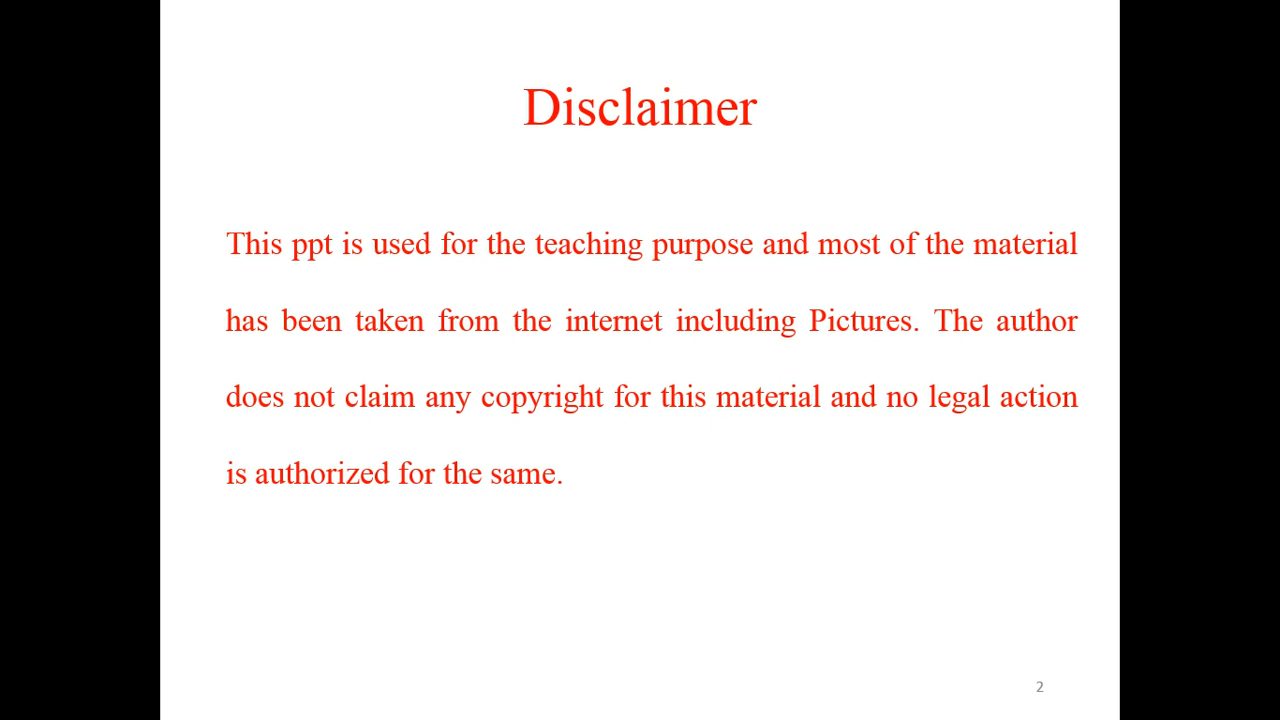 Disclaimer
This ppt is used for the teaching purpose and most of the material
has been taken from the internet including Pictures. The author
does not claim any copyright for this material and no legal action
is authorized for the same.
2